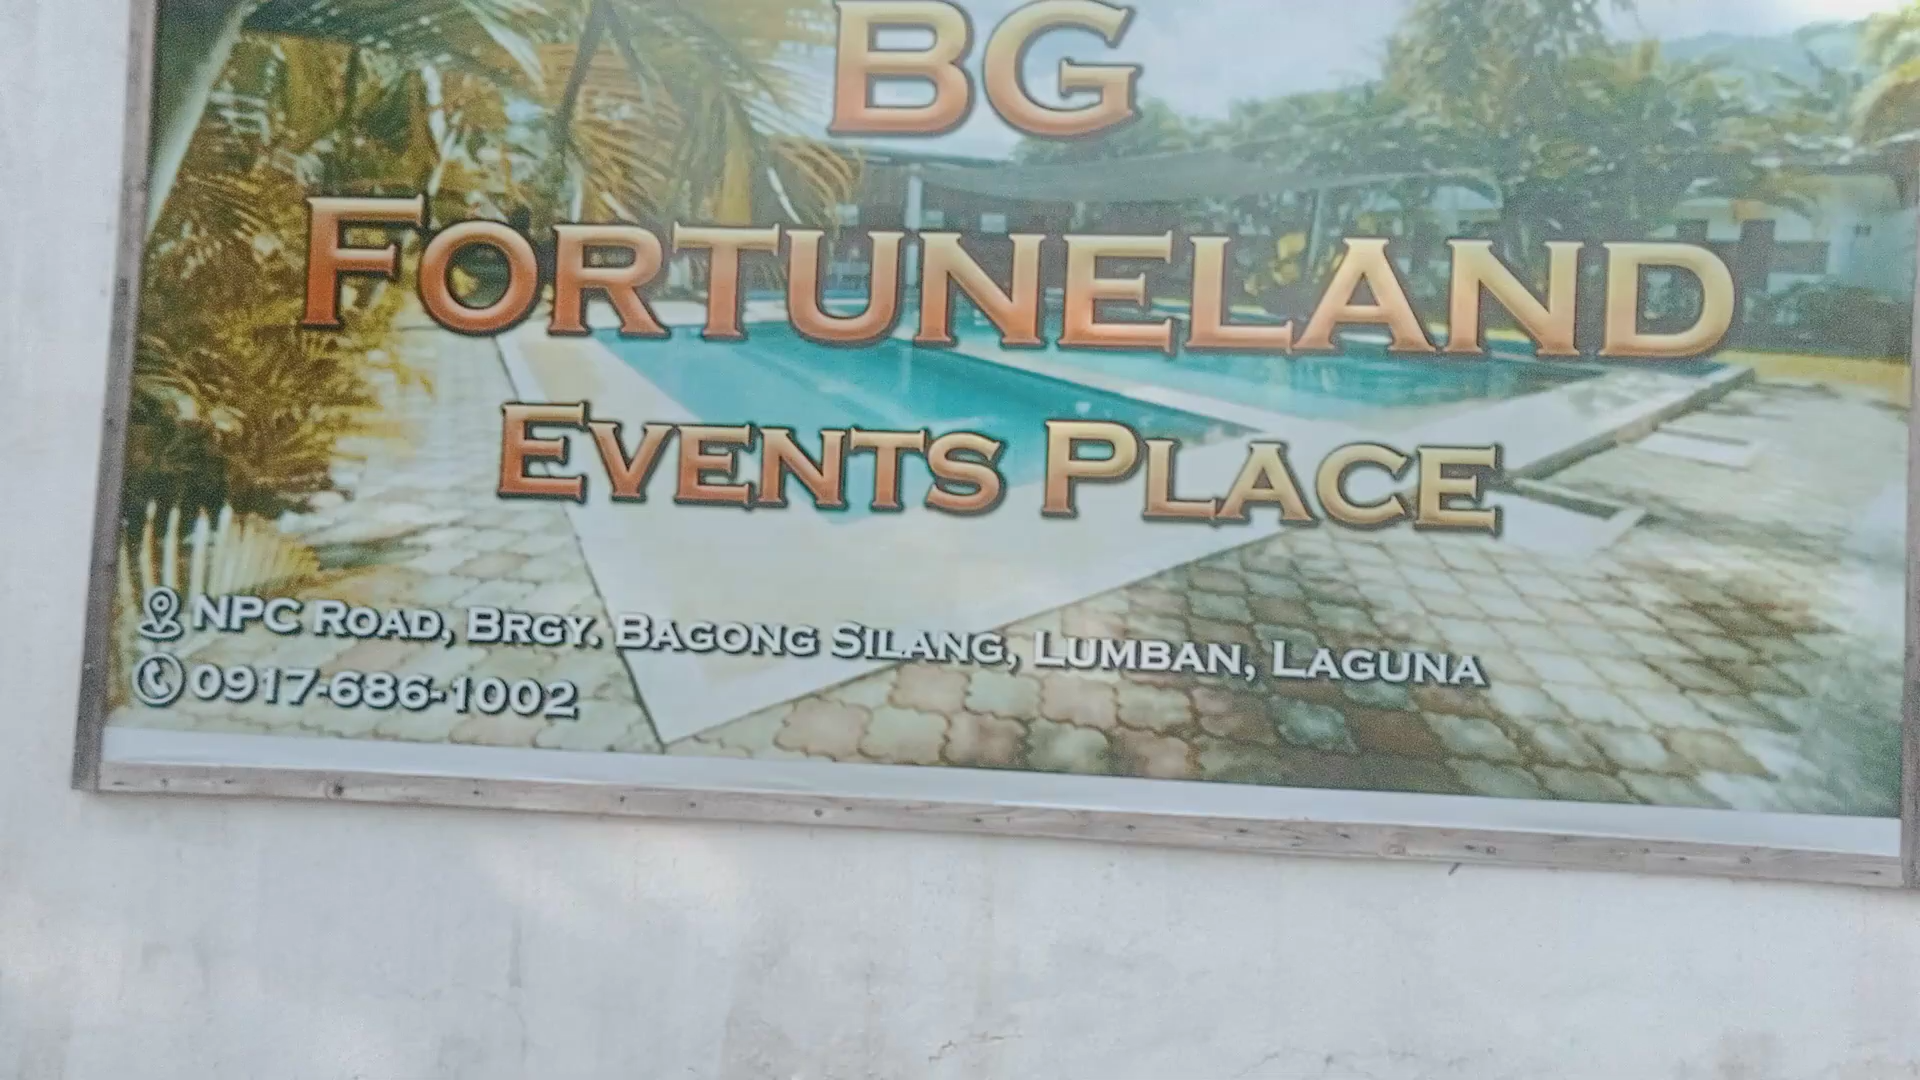 BG
FORTUNELAND
EVENTS PLACE
NPC ROAD, BRGY. BAGONG SILANG, LUMBAN, LAGUNA
0917-686-1002